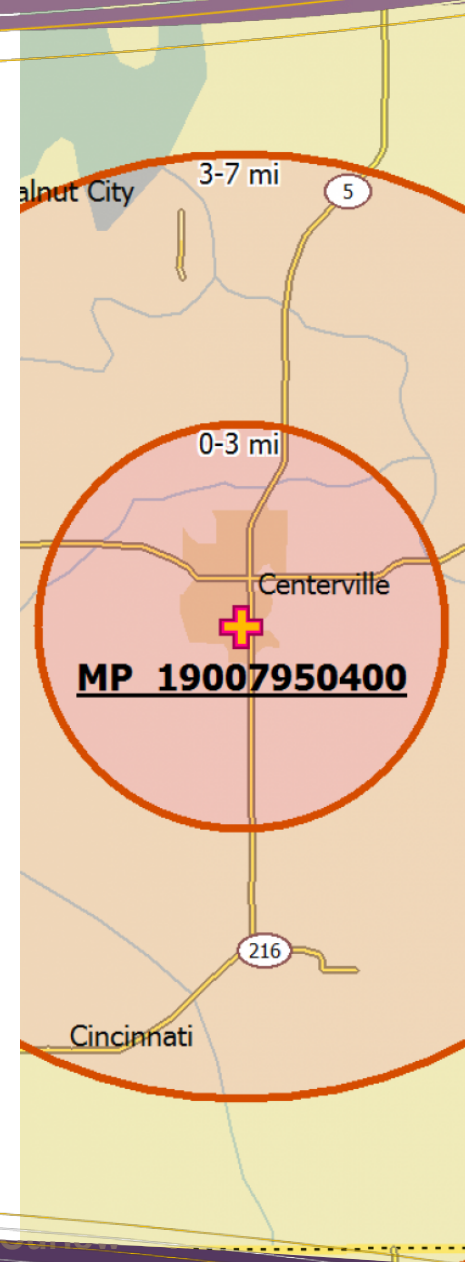 3-7 mi
alnut City
5
0-3 mi
Centerville
MP 19007950400
216
Cincinnati